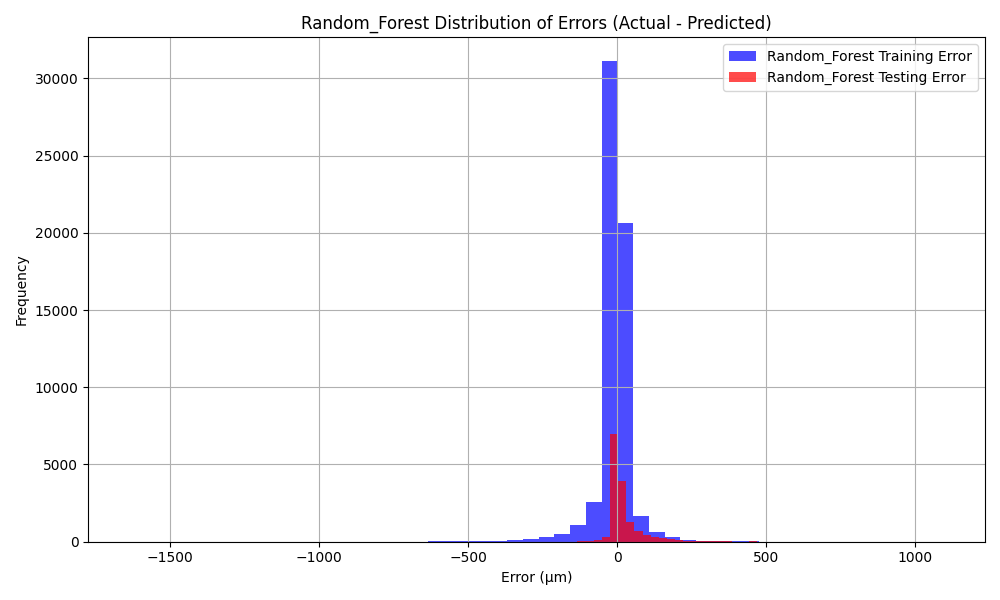 Random_Forest Distribution of Errors (Actual - Predicted)
Random_Forest Training Error
Random_Forest Testing Error
Frequency
30000
25000
20000
15000
10000
5000
0
−1500 −1000 −500 0 500 1000
Error (μm)